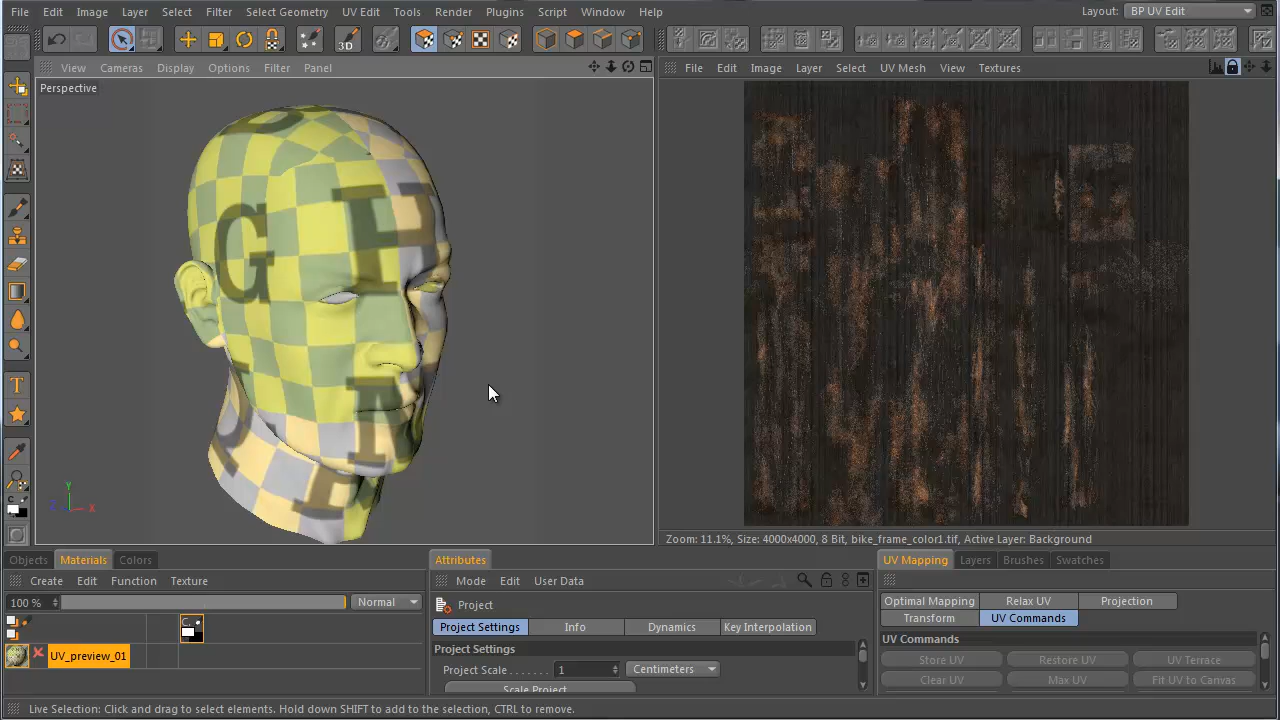 File Edit Image Layer Select Filter Select Geometry UV Edit Tools Render Plugins Script Window Help Layout: BP UV Edit
3D
View Cameras Display Options Filter Panel
File Edit Image Layer Select UV Mesh View Textures
Perspective
G
T
Y
X
Zoom: 11.1%, Size: 4000x4000, 8 Bit, bike_frame_color1.tif, Active Layer: Background
Objects Materials Colors
Create Edit Function Texture
100 % Normal
C
UV_preview_01
Attributes
Mode Edit User Data
Project
Project Settings Info Dynamics Key Interpolation
Project Settings
Project Scale . . . . . . . 1 Centimeters
Scale Project
UV Mapping Layers Brushes Swatches
Optimal Mapping Relax UV Projection
Transform UV Commands
UV Commands
Store UV Restore UV UV Terrace
Clear UV Max UV Fit UV to Canvas
Live Selection: Click and drag to select elements. Hold down SHIFT to add to the selection, CTRL to remove.